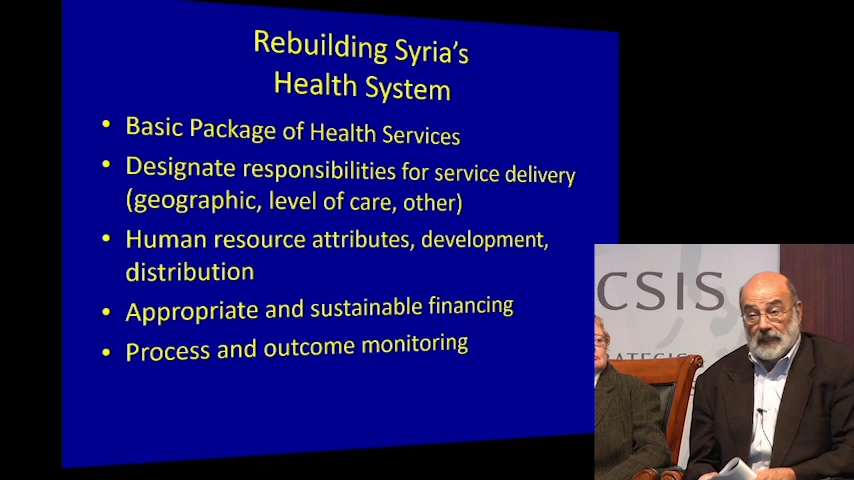 Rebuilding Syria's
Health System
• Basic Package of Health Services
• Designate responsibilities for service delivery
(geographic, level of care, other)
• Human resource attributes, development,
distribution
• Appropriate and sustainable financing
• Process and outcome monitoring
CSIS